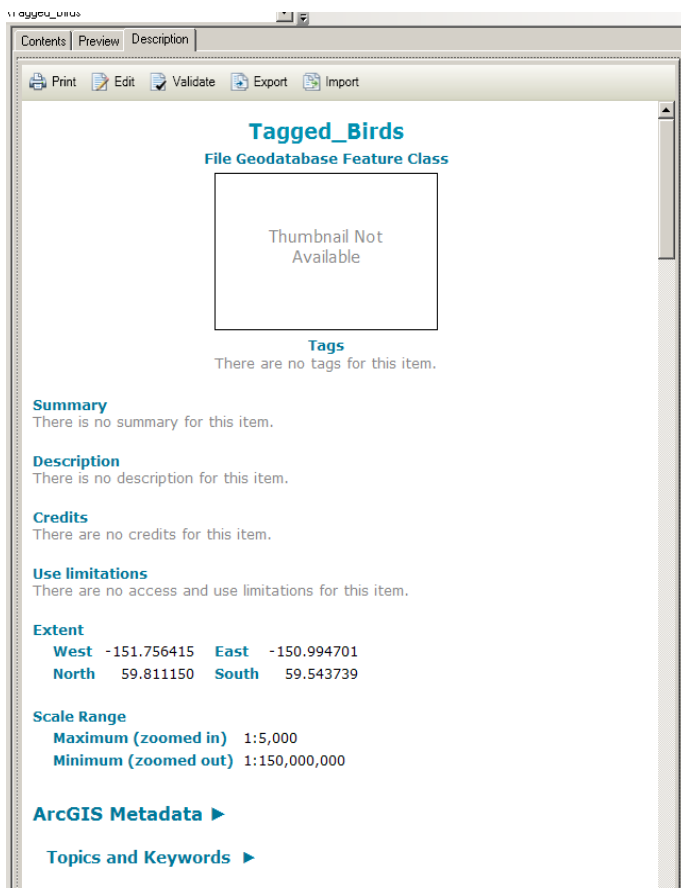 Tagged_Birds
Contents Preview Description
Print Edit Validate Export Import
Tagged_Birds
File Geodatabase Feature Class
Thumbnail Not
Available
Tags
There are no tags for this item.
Summary
There is no summary for this item.
Description
There is no description for this item.
Credits
There are no credits for this item.
Use limitations
There are no access and use limitations for this item.
Extent
West -151.756415 East -150.994701
North 59.811150 South 59.543739
Scale Range
Maximum (zoomed in) 1:5,000
Minimum (zoomed out) 1:150,000,000
ArcGIS Metadata ►
Topics and Keywords ►